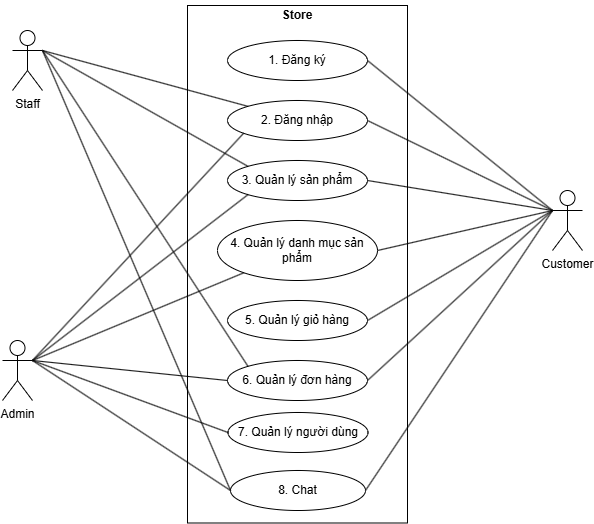 Store
Staff
1. Đăng ký
2. Đăng nhập
3. Quản lý sản phẩm
4. Quản lý danh mục sản
phẩm
Customer
5. Quản lý giỏ hàng
6. Quản lý đơn hàng
Admin
7. Quản lý người dùng
8. Chat